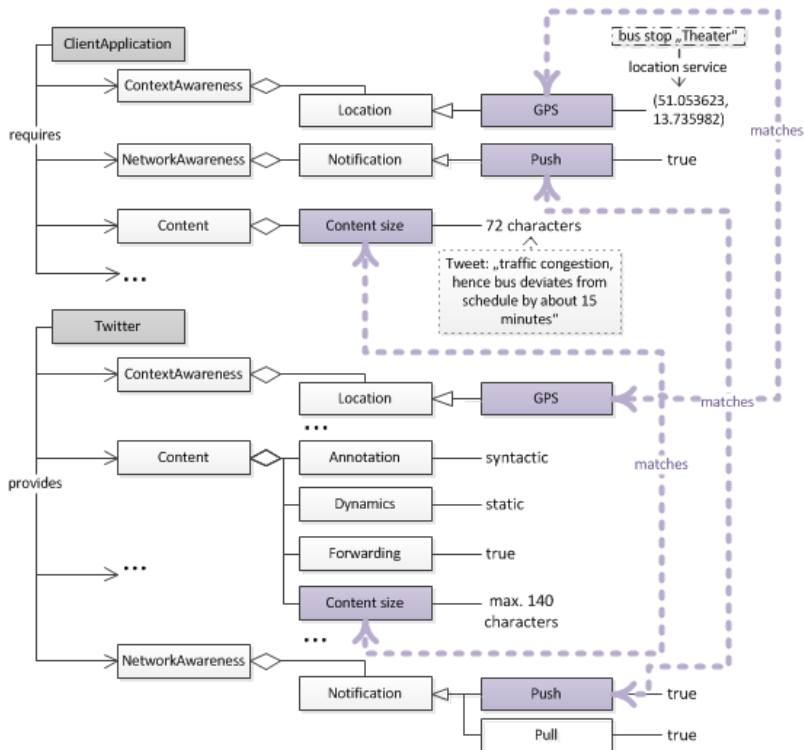 ClientApplication
bus stop „Theater"
location service
ContextAwareness
Location
GPS
(51.053623,
13.735982)
matches
requires
NetworkAwareness
Notification
Push
true
Content
Content size
72 characters
...
Tweet: „traffic congestion,
hence bus deviates from
schedule by about 15
minutes"
Twitter
ContextAwareness
Location
GPS
matches
...
Content
Annotation
syntactic
matches
provides
Dynamics
static
Forwarding
true
...
Content size
max. 140
characters
...
NetworkAwareness
Notification
Push
true
Pull
true